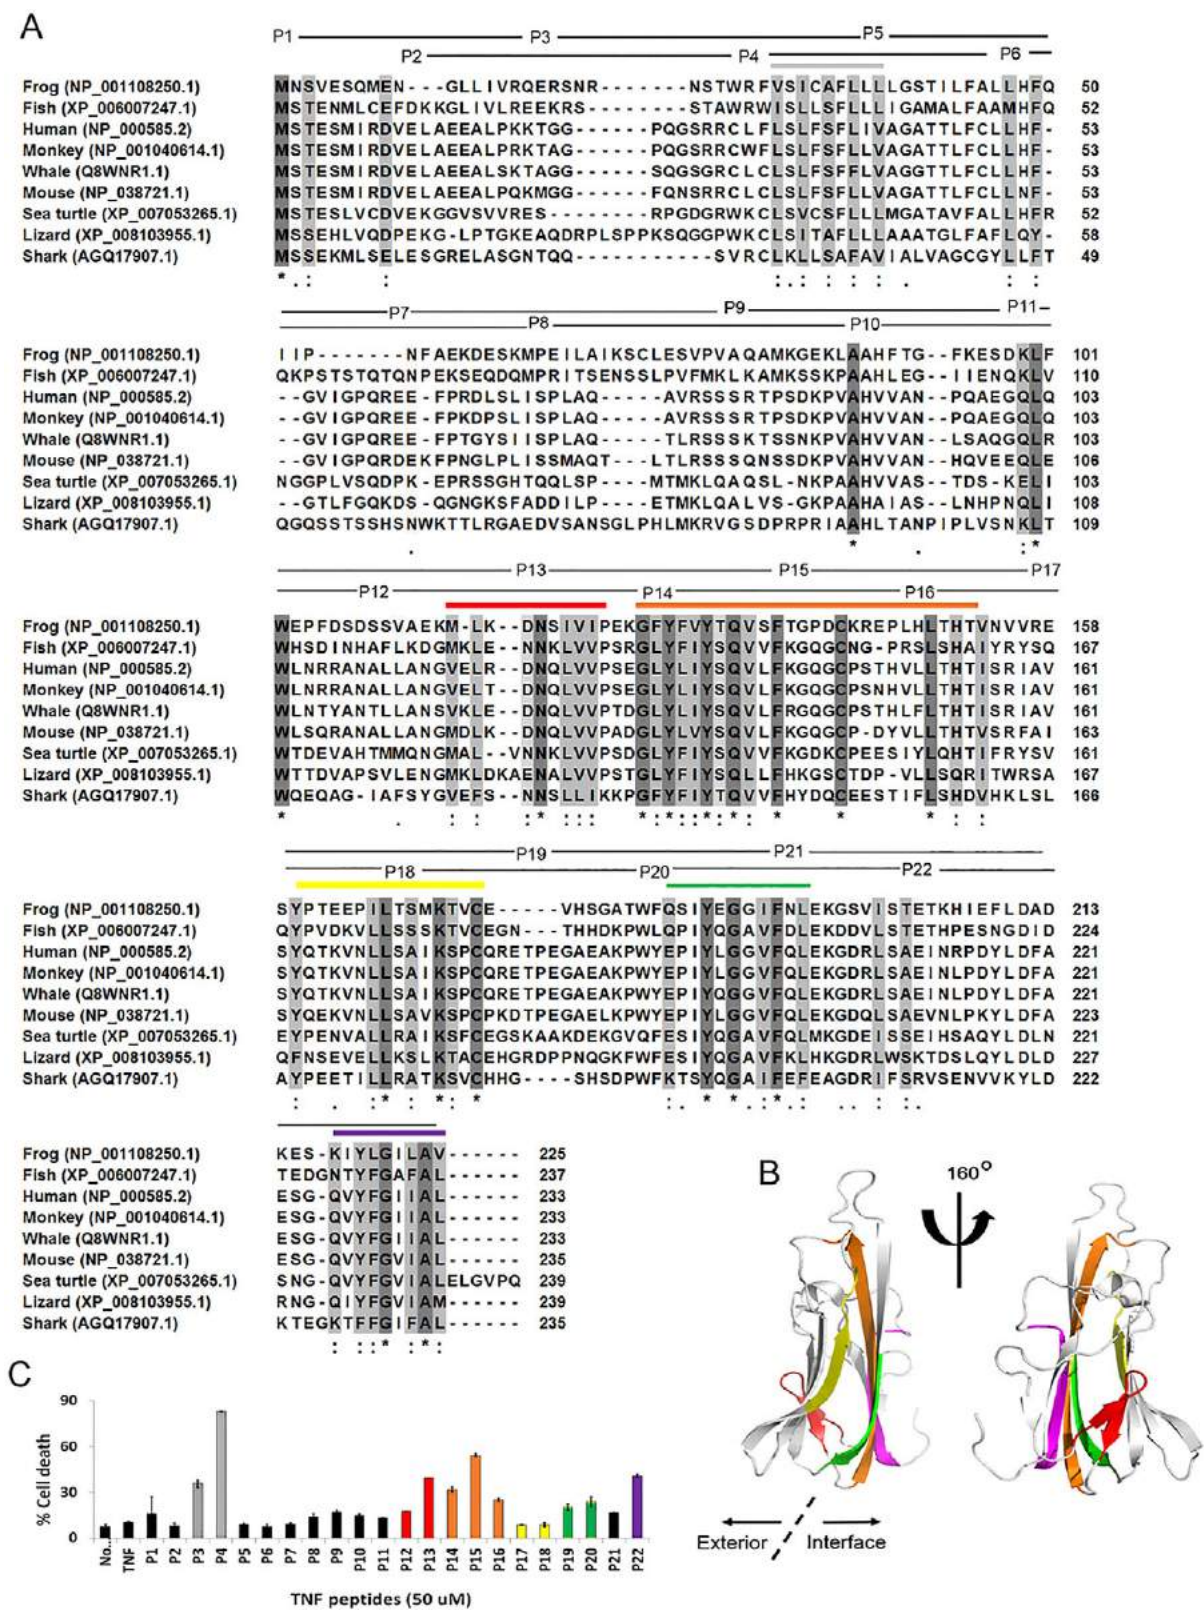 A
P1 P3 P5
P2 P4 P6
Frog (NP_001108250.1) MNSVESQMEN---GLLIVRQERSNR--------NSTWRFVSICAFLLLLGSTILFALLHFQ 50
Fish (XP_006007247.1) MSTENMLCEFDKKGLIVLREEKRS---------STAWRWISICALLLLIGAMALFAAMHFQ 52
Human (NP_000585.2) MSTESMIRDVELAEEALPKKTGG------PQGSRRCLFLSLFSFLIVAGATTLFCLLHF- 53
Monkey (NP_001040614.1) MSTESMIRDVELAEEALPRKTAG------PQGSRRCWFLSLFSFLLVAGATTLFCLLHF- 53
Whale (Q8WNR1.1) MSTESMIRDVELAEEALSKTAGG------SQGSGRCLCLSLFSFLLVAGGTTLFCLLHF- 53
Mouse (NP_038721.1) MSTESMIRDVELAEEALPQKMGG------FQNSRRCLCLSLFSFLLVAGATTLFCLLNF- 53
Sea turtle (XP_007053265.1) MSTESLVCDVEKGGVSVVRES--------RPGDGRWKCLSVCSFLLLMGATAVFALLHFR 52
Lizard (XP_008103955.1) MSSEHLVQDPEKG-LPTGKEAQDRPLSPPKSQGGPWKCLSITAFLLLAAATGLFAFLQY- 58
Shark (AGQ17907.1) MSSEKMLSELESGRELASGNTQQ---------SVRCLKLLSAFAVIALVAGCGYLLFT 49
* . : : : . : . : : : . : :
P7 P9 P11
P8 P10
Frog (NP_001108250.1) IIP-------NFAEKDESKMPEILAIKSCLESVPVAQAMKGEKLAAHFTG--FKESDKLF 101
Fish (XP_006007247.1) QKPSTSTQTQNPEKSEQDQMPRITSENSSLPVFMKLKAMKSSKPAAHLEG--IIENQKLV 110
Human (NP_000585.2) --GVIGPQREE-FPRDLSLISPLAQ----AVRSSSRTPSDKPVAHVVAN--PQAEGQLQ 103
Monkey (NP_001040614.1) --GVIGPQREE-FPKDPSLISPLAQ----AVRSSSRTPSDKPVAHVVAN--PQAEGQLQ 103
Whale (Q8WNR1.1) --GVIGPQREE-FPTGYSIISPLAQ----TLRSSSKTSSNKPVAHVVAN--LSAQGQLR 103
Mouse (NP_038721.1) --GVIGPQRDEKFPNGLPLISSMAQT---LTLRSSSQNSSDKPVAHVVAN--HQVEEQLE 106
Sea turtle (XP_007053265.1) NGGPLVSQDPK-EPRSSGHTQQLSP----MTMKLQAQSL-NKPAAHVVAS--TDS-KELI 103
Lizard (XP_008103955.1) --GTLFGQKDS-QGNGKSFADDILP----ETMKLQALVS-GKPAAHAIAS--LNHPNQLI 108
Shark (AGQ17907.1) QGQSSTSSHSNWKTTLRGAEDVSANSGLPHLMKRVGSDPRPRIAAHLTANPIPLVSNKLT 109
. * . : *
P13 P15 P17
P12 P14 P16
Frog (NP_001108250.1) WEPFDSDSSVAEKM-LK--DNSIVIPEKGFYFVYTQVSFTGPDCKREPLHLTHTVNVVRE 158
Fish (XP_006007247.1) WHSDINHAFLKDGMKLE--NNKLVVPSRGFYFIYSQVVFKGQGCNG-PRSLSHAIYRYSQ 167
Human (NP_000585.2) WLNRRANALLANGVELR--DNQLVVPSEGLYLIYSQVLFKGQGCPSTHVLLTHTISRIAV 161
Monkey (NP_001040614.1) WLNRRANALLANGVELT--DNQLVVPSEGLYLIYSQVLFKGQGCPSNHVLLTHTISRIAV 161
Whale (Q8WNR1.1) WLNTYANTLLANSVKLE--DNQLVVPTDGLYLIYSQVLFRGQGCPSTHLFLTHTISRIAV 161
Mouse (NP_038721.1) WLSQRANALLANGMDLK--DNQLVVPADGLYLVYSQVLFKGQGCP-DYVLLTHTVSRFAI 163
Sea turtle (XP_007053265.1) WTDEVAHTMMQNGMAL--VNNKLVVPSDGLYFIYSQVVFKGDKCPEESIYLQHTIFRYSV 161
Lizard (XP_008103955.1) WTTDVAPSVLENGMKLDKAENALVVPSTGLYFIYSQLLFHKGSCTDP-VLLSQRITWRSA 167
Shark (AGQ17907.1) WQEQAG-IAFSYGVEFS--NNSLLIKKPGFYFIYTQVVFHYDQCEESTIFLSHDVHKLSL 166
* . : : : * : : : * : * : : * : * : * * * : :
P19 P21
P18 P20 P22
Frog (NP_001108250.1) SYPTEEPILTSMKTVCE-----VHSGATWFQSIYEGGIFNLEKGSVISTETKHIEFLDAD 213
Fish (XP_006007247.1) QYPVDKVLLSSSKTVCEGN---THHDKPWLQPIYQGAVFDLEKDDVLSTETHPESNGDID 224
Human (NP_000585.2) SYQTKVNLLSAIKSPCQRETPEGAEAKPWYEPIYLGGVFQLEKGDRLSAEINRPDYLDFA 221
Monkey (NP_001040614.1) SYQTKVNLLSAIKSPCQRETPEGAEAKPWYEPIYLGGVFQLEKGDRLSAEINLPDYLDFA 221
Whale (Q8WNR1.1) SYQTKVNLLSAIKSPCQRETPEGAEAKPWYEPIYQGGVFQLEKGDRLSAEINLPDYLDFA 221
Mouse (NP_038721.1) SYQEKVNLLSAVKSPCPKDTPEGAELKPWYEPIYLGGVFQLEKGDQLSAEVNLPKYLDFA 223
Sea turtle (XP_007053265.1) EYPENVALLRAIKSFCEGSKAAKDEKGVQFESIYQGAVFQLMKGDEISSEIHSAQYLDLN 221
Lizard (XP_008103955.1) QFNSEVELLKSLKTACEHGRDPPNQGKFWFESIYQGAVFKLHKGDRLWSKTDSLQYLDLD 227
Shark (AGQ17907.1) AYPEETILLRATKSVCHHG----SHSDPWFKTSYQGAIFEFEAGDRIFSRVSENVVKYLD 222
: . : * : * : * : . * * : * : . : : .
Frog (NP_001108250.1) KES-KIYLGILAV------ 225
Fish (XP_006007247.1) TEDGNTYFGAFAL------ 237
Human (NP_000585.2) ESG-QVYFGIIAL------ 233
Monkey (NP_001040614.1) ESG-QVYFGIIAL------ 233
Whale (Q8WNR1.1) ESG-QVYFGIIAL------ 233
Mouse (NP_038721.1) ESG-QVYFGVIAL------ 235
Sea turtle (XP_007053265.1) SNG-QVYFGVIALELGVPQ 239
Lizard (XP_008103955.1) RNG-QIYFGVIAM------ 239
Shark (AGQ17907.1) KTEGKTFFGIFAL------ 235
: : : * : * :
B
160°
Exterior Interface
C
% Cell death
90
60
30
0
No.. TNF P1 P2 P3 P4 P5 P6 P7 P8 P9 P10 P11 P12 P13 P14 P15 P16 P17 P18 P19 P20 P21 P22
TNF peptides (50 uM)